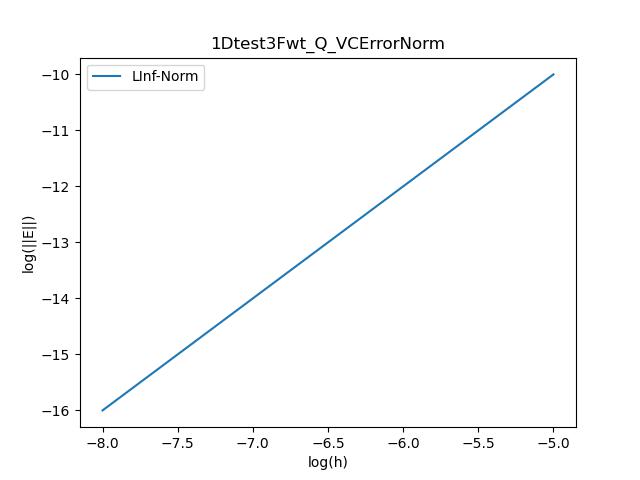 1Dtest3Fwt_Q_VCErrorNorm
LInf-Norm
log(||E||)
−10
−11
−12
−13
−14
−15
−16
−8.0 −7.5 −7.0 −6.5 −6.0 −5.5 −5.0
log(h)